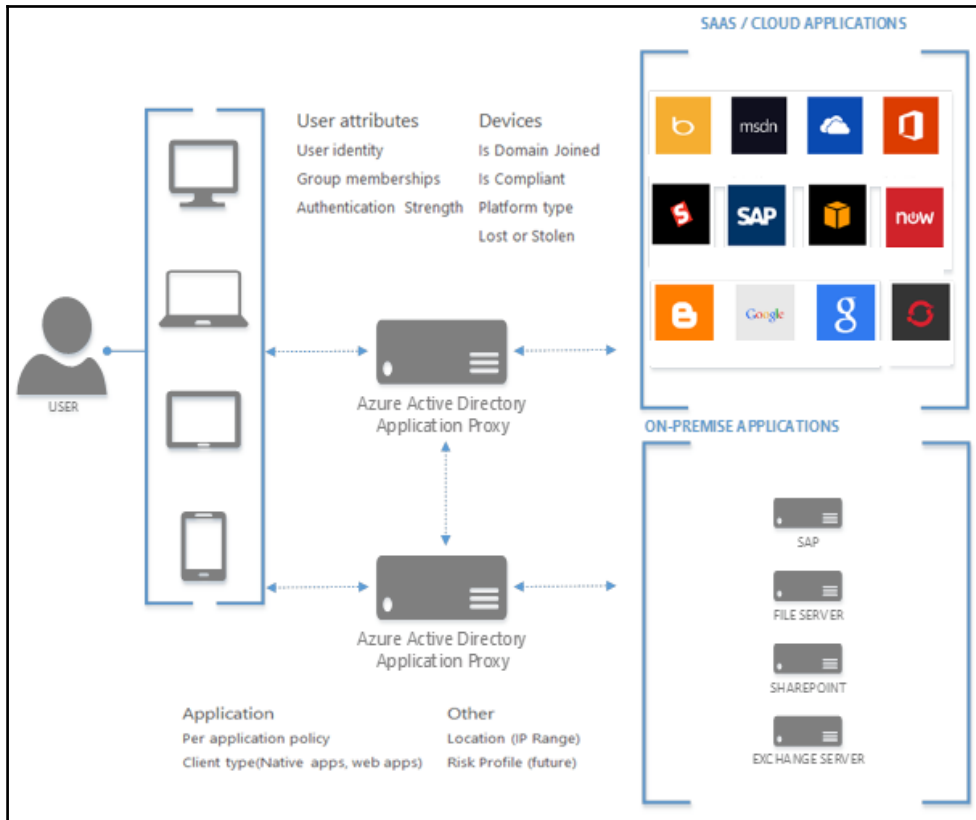 SAAS / CLOUD APPLICATIONS
User attributes
User identity
Group memberships
Authentication Strength
Devices
Is Domain Joined
Is Compliant
Platform type
Lost or Stolen
msdn
SAP
now
Google
g
USER
Azure Active Directory
Application Proxy
ON-PREMISE APPLICATIONS
SAP
FILE SERVER
SHAREPOINT
EXCHANGE SERVER
Azure Active Directory
Application Proxy
Application
Per application policy
Client type(Native apps, web apps)
Other
Location (IP Range)
Risk Profile (future)